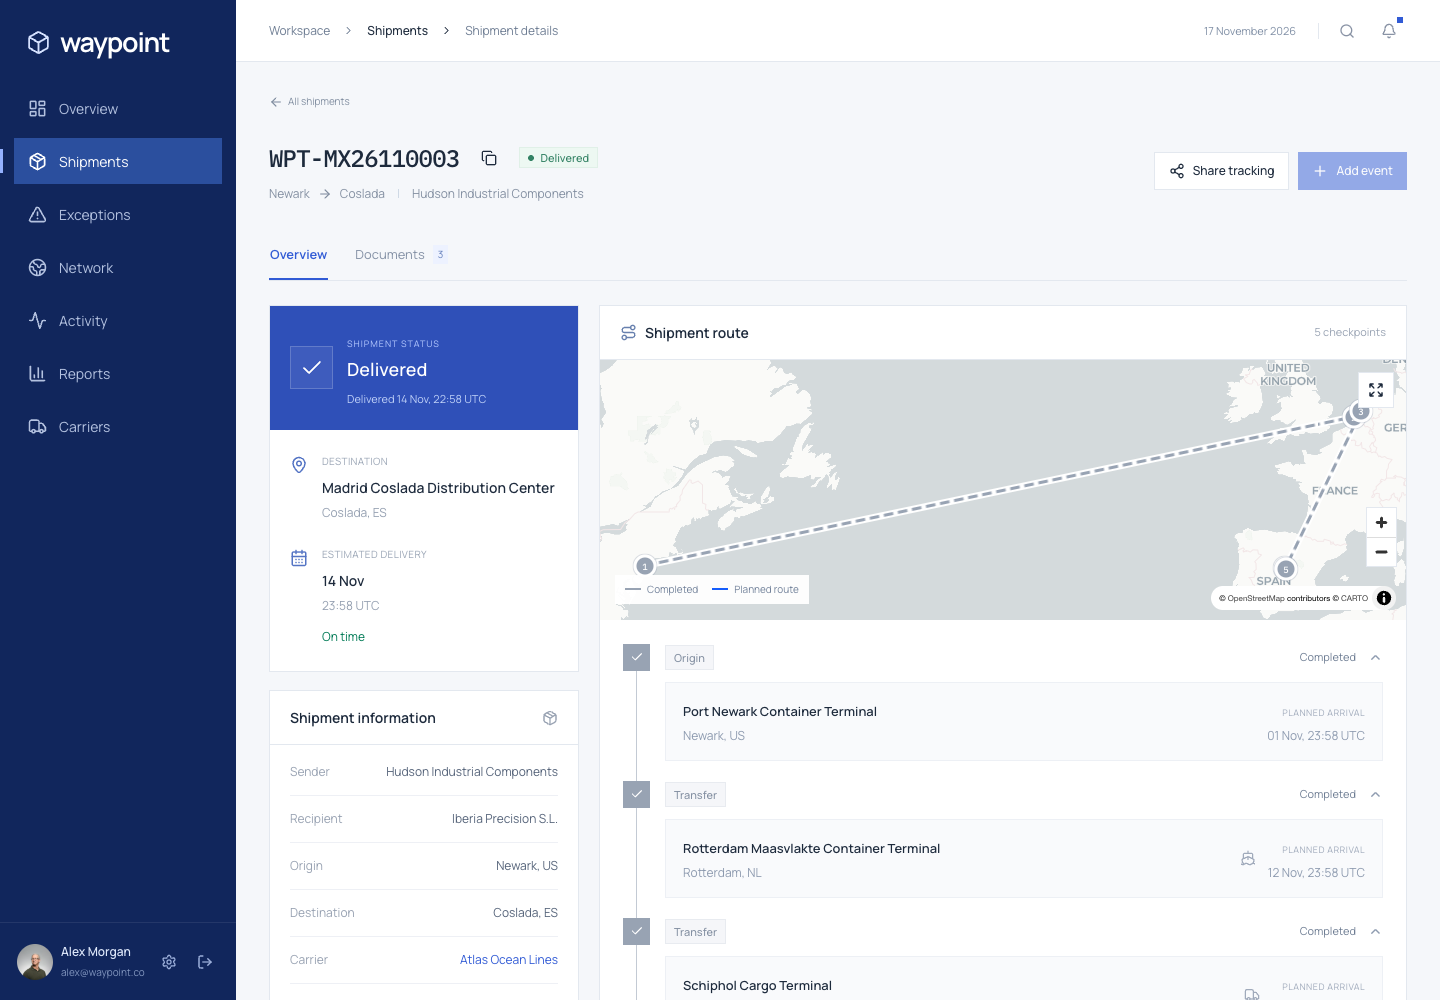 waypoint
Overview
Shipments
Exceptions
Network
Activity
Reports
Carriers
Alex Morgan
alex@waypoint.co
Workspace
Shipments
Shipment details
17 November 2026
All shipments
WPT-MX26110003
Delivered
Newark
Coslada
Hudson Industrial Components
Share tracking
Add event
Overview
Documents 3
SHIPMENT STATUS
Delivered
Delivered 14 Nov, 22:58 UTC
DESTINATION
Madrid Coslada Distribution Center
Coslada, ES
ESTIMATED DELIVERY
14 Nov
23:58 UTC
On time
Shipment information
Sender Hudson Industrial Components
Recipient Iberia Precision S.L.
Origin Newark, US
Destination Coslada, ES
Carrier Atlas Ocean Lines
Shipment route
5 checkpoints
UNITED
KINGDOM
3
GER
FRANCE
1
5
SPAIN
Completed
Planned route
© OpenStreetMap contributors © CARTO
Origin
Completed
Port Newark Container Terminal
PLANNED ARRIVAL
Newark, US
01 Nov, 23:58 UTC
Transfer
Completed
Rotterdam Maasvlakte Container Terminal
PLANNED ARRIVAL
Rotterdam, NL
12 Nov, 23:58 UTC
Transfer
Completed
Schiphol Cargo Terminal
PLANNED ARRIVAL